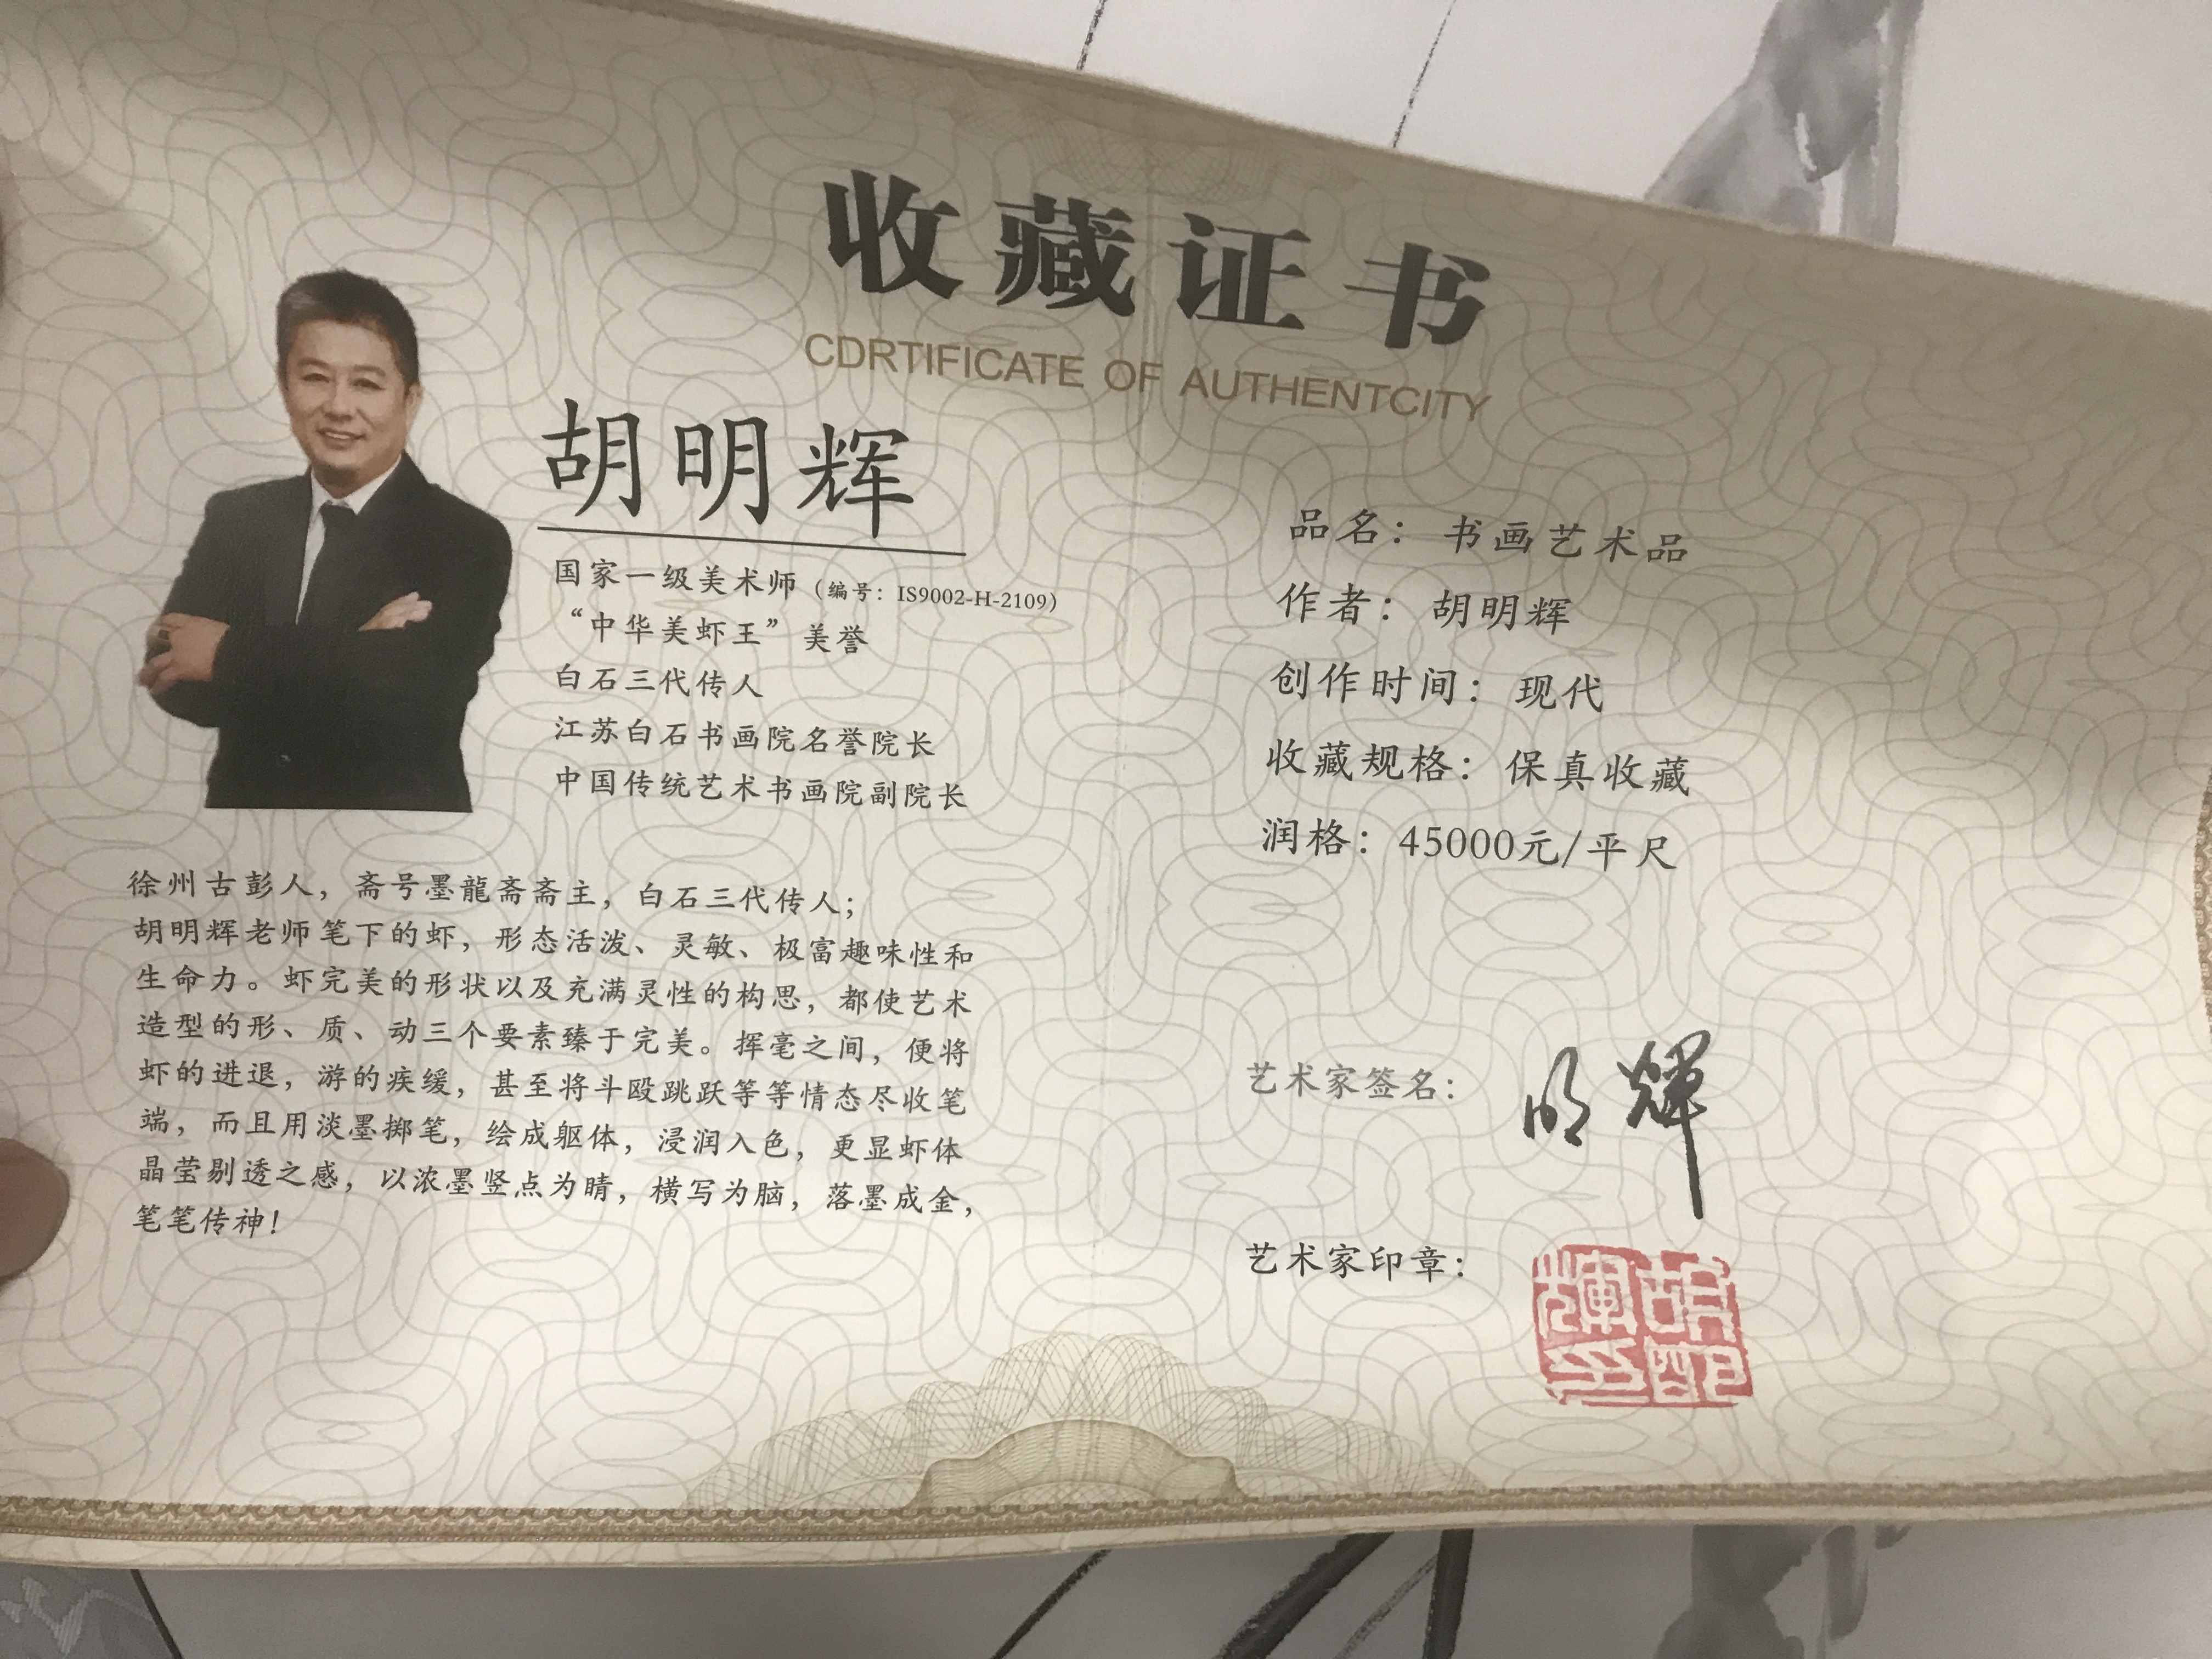 收藏证书
CDRTIFICATE OF AUTHENTCITY
胡明辉
国家一级美术师（编号：IS9002-H-2109）
“中华美虾王”美誉
白石三代传人
江苏白石书画院名誉院长
中国传统艺术书画院副院长
徐州古彭人，斋号墨龍斋斋主，白石三代传人；
胡明辉老师笔下的虾，形态活泼、灵敏、极富趣味性和
生命力。虾完美的形状以及充满灵性的构思，都使艺术
造型的形、质、动三个要素臻于完美。挥毫之间，便将
虾的进退，游的疾缓，甚至将斗殴跳跃等等情态尽收笔
端，而且用淡墨掷笔，绘成躯体，浸润入色，更显虾体
晶莹剔透之感，以浓墨竖点为睛，横写为脑，落墨成金，
笔笔传神！
品名：书画艺术品
作者：胡明辉
创作时间：现代
收藏规格：保真收藏
润格：45000元/平尺
艺术家签名：明輝
艺术家印章：
胡明輝印